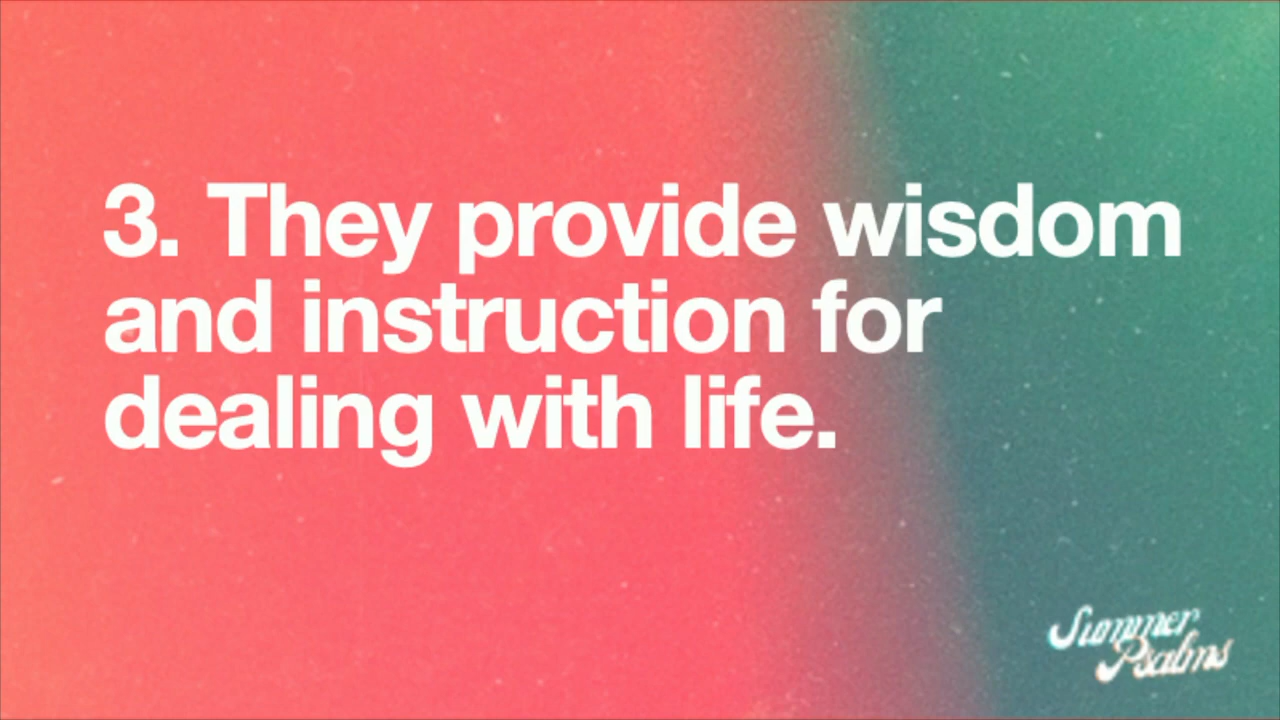 3. They provide wisdom
and instruction for
dealing with life.
Summer
Psalms